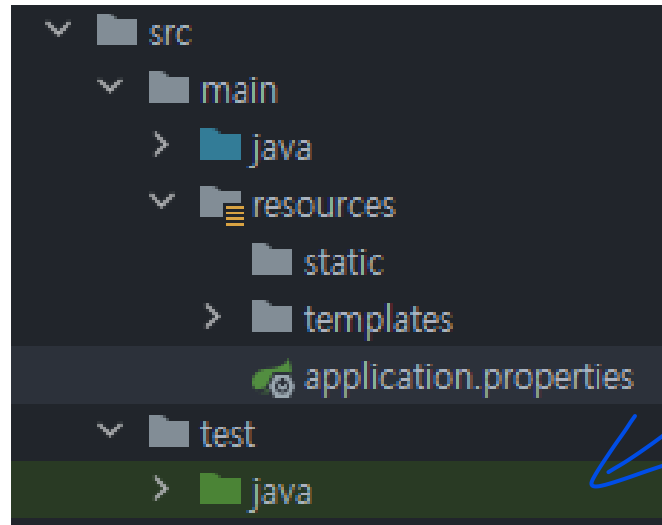 src
main
java
resources
static
templates
application.properties
test
java